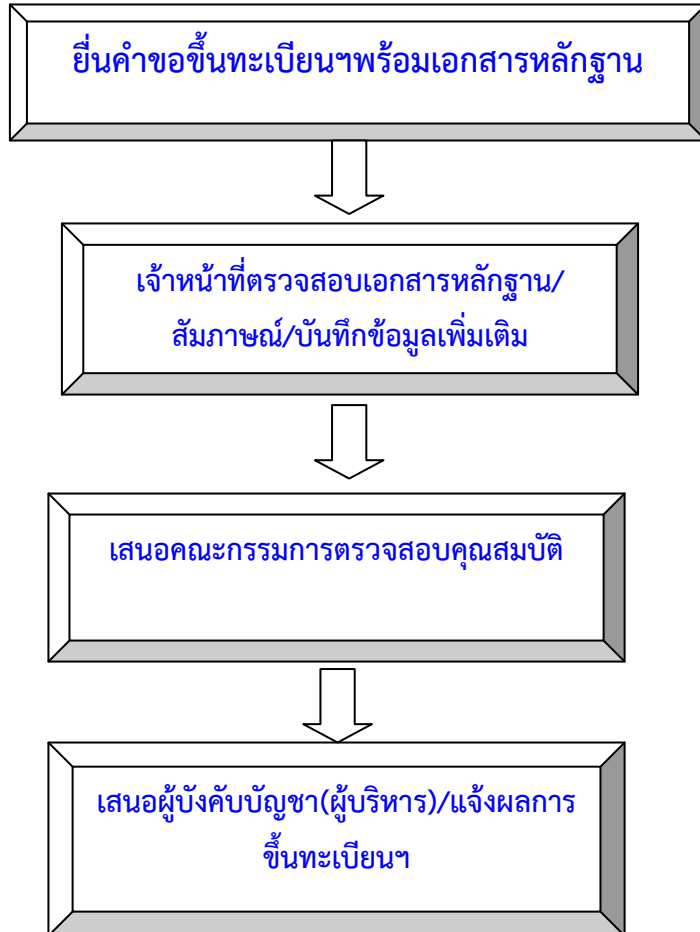 ยื่นคำขอขึ้นทะเบียนฯพร้อมเอกสารหลักฐาน
เจ้าหน้าที่ตรวจสอบเอกสารหลักฐาน/
สัมภาษณ์/บันทึกข้อมูลเพิ่มเติม
เสนอคณะกรรมการตรวจสอบคุณสมบัติ
เสนอผู้บังคับบัญชา(ผู้บริหาร)/แจ้งผลการ
ขึ้นทะเบียนฯ